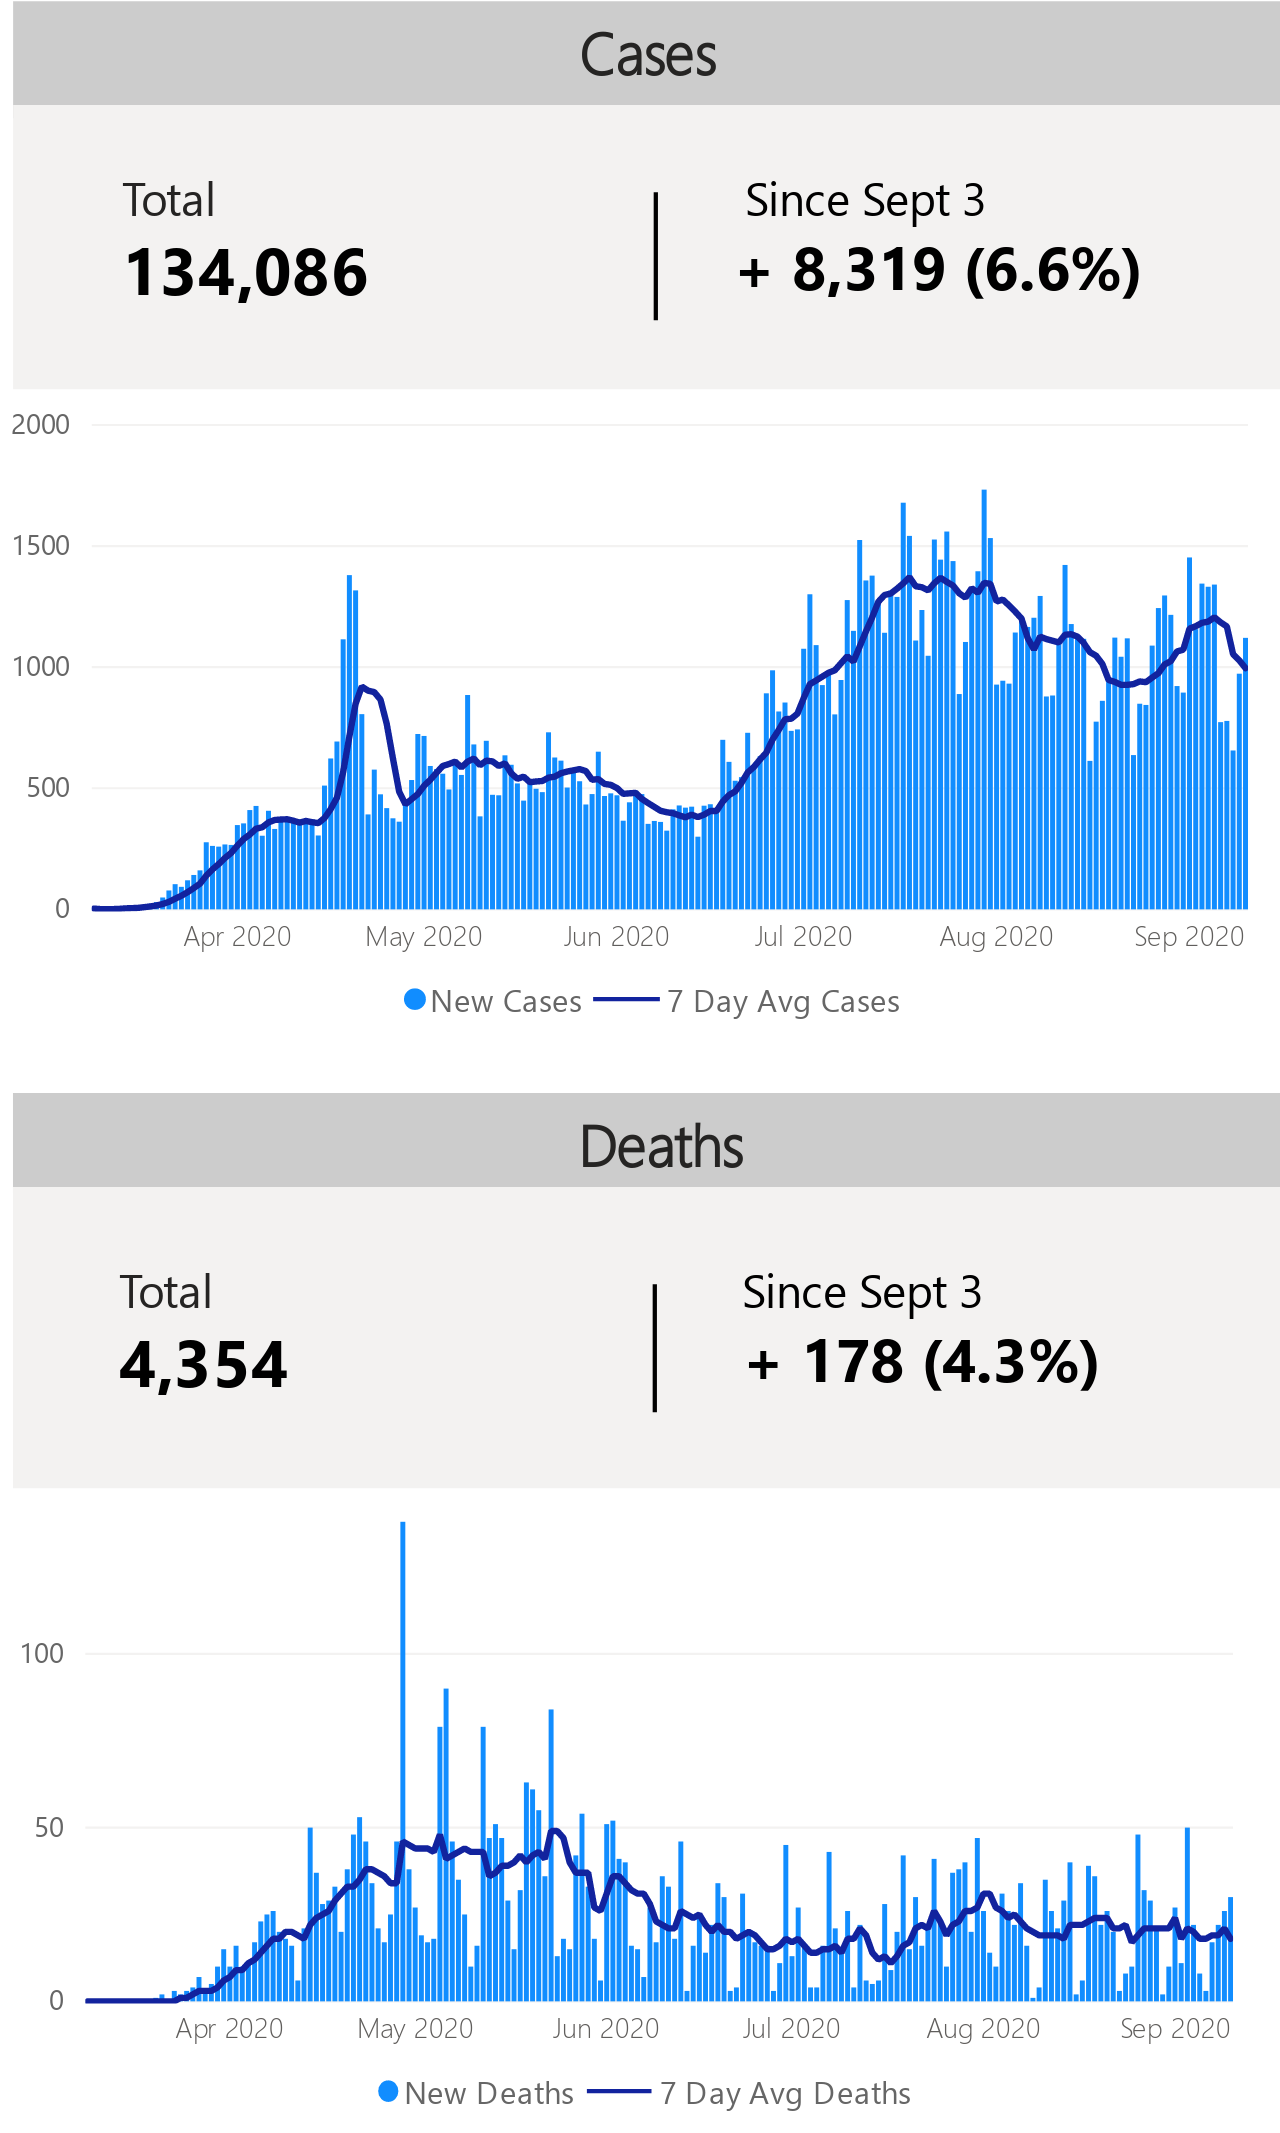 Cases
Total
134,086
Since Sept 3
+ 8,319 (6.6%)
2000
1500
1000
500
0
Apr 2020 May 2020 Jun 2020 Jul 2020 Aug 2020 Sep 2020
New Cases 7 Day Avg Cases
Deaths
Total
4,354
Since Sept 3
+ 178 (4.3%)
100
50
0
Apr 2020 May 2020 Jun 2020 Jul 2020 Aug 2020 Sep 2020
New Deaths 7 Day Avg Deaths